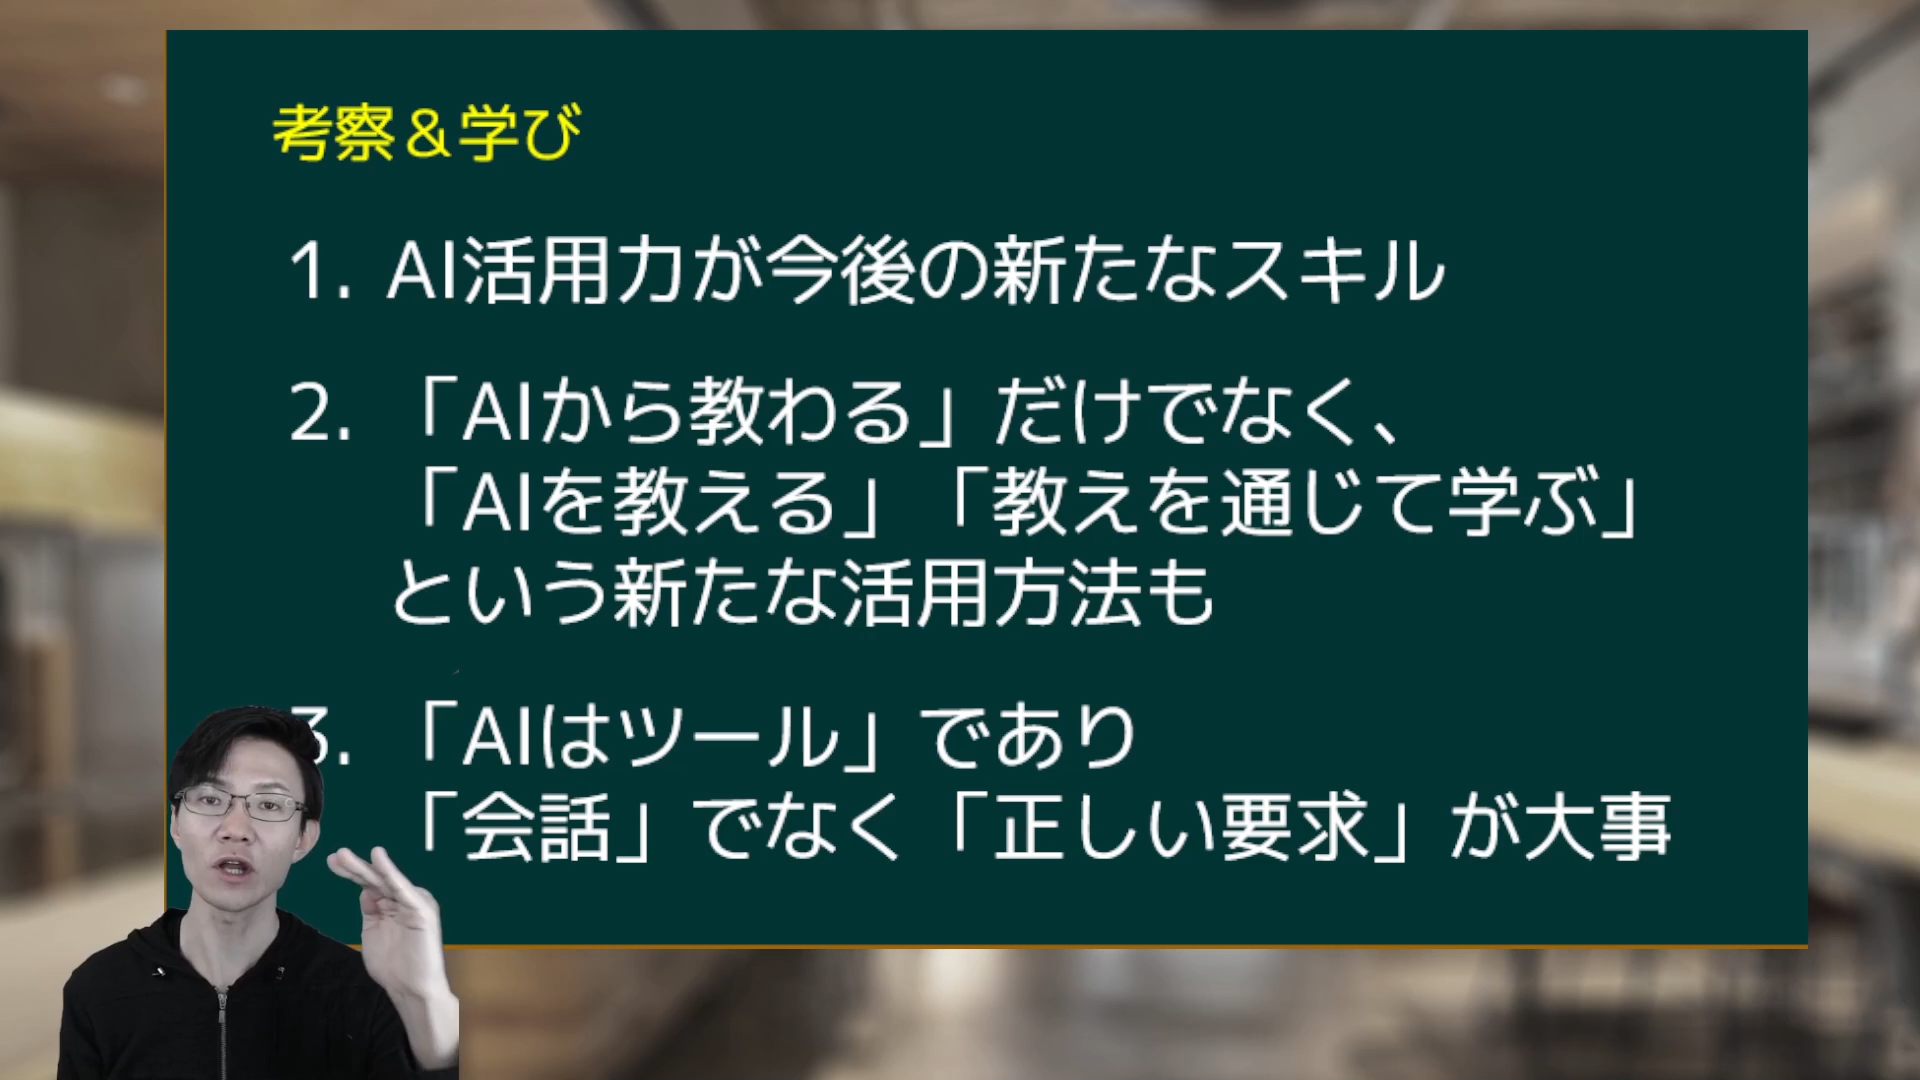 考察＆学び
1. AI活用力が今後の新たなスキル
2. 「AIから教わる」だけでなく、
「AIを教える」「教えを通じて学ぶ」
という新たな活用方法も
3. 「AIはツール」であり
「会話」でなく「正しい要求」が大事